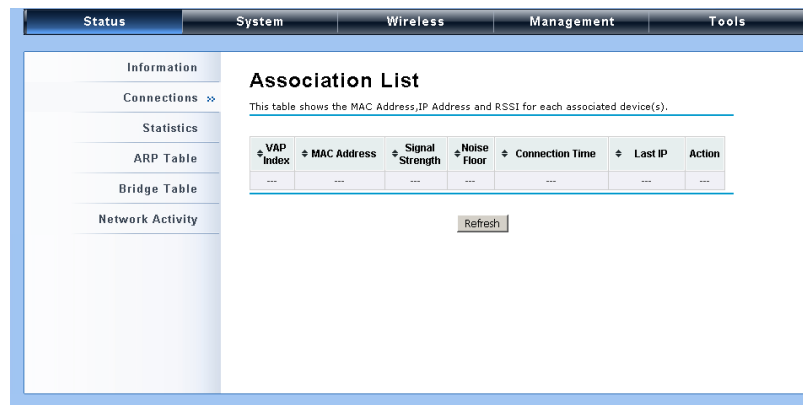 Status System Wireless Management Tools
Information
Connections »
Statistics
ARP Table
Bridge Table
Network Activity
Association List
This table shows the MAC Address,IP Address and RSSI for each associated device(s).
VAP Index MAC Address Signal Strength Noise Floor Connection Time Last IP Action
--- --- --- --- --- --- ---
Refresh